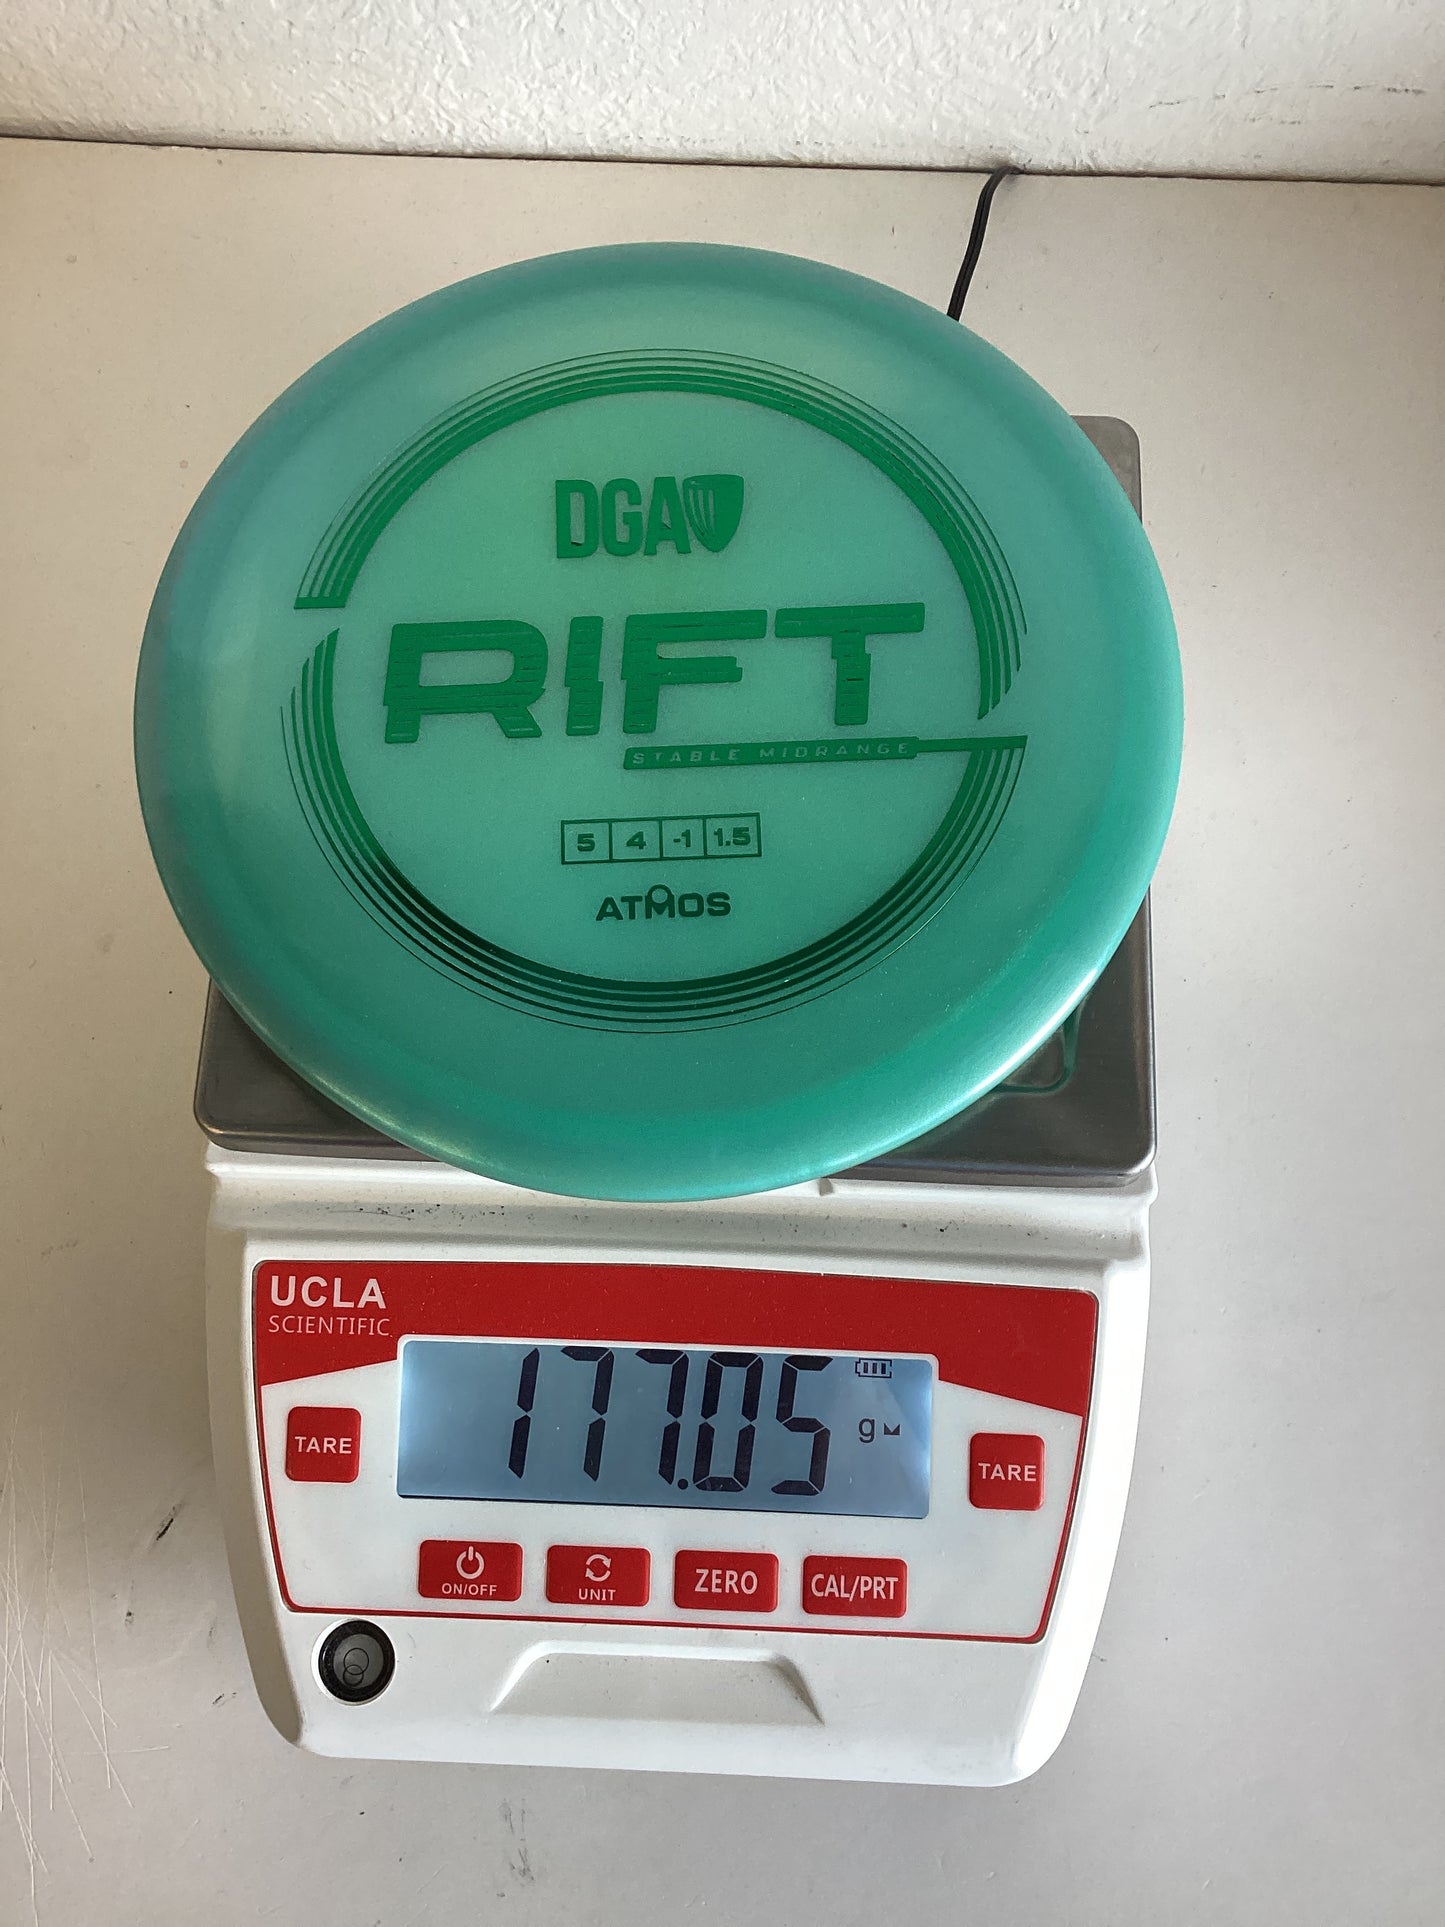 DGA
RIFT
STABLE MIDRANGE
5 4 -1 1.5
ATMOS
UCLA
SCIENTIFIC
177.05 g
TARE
TARE
ON/OFF
UNIT
ZERO
CAL/PRT